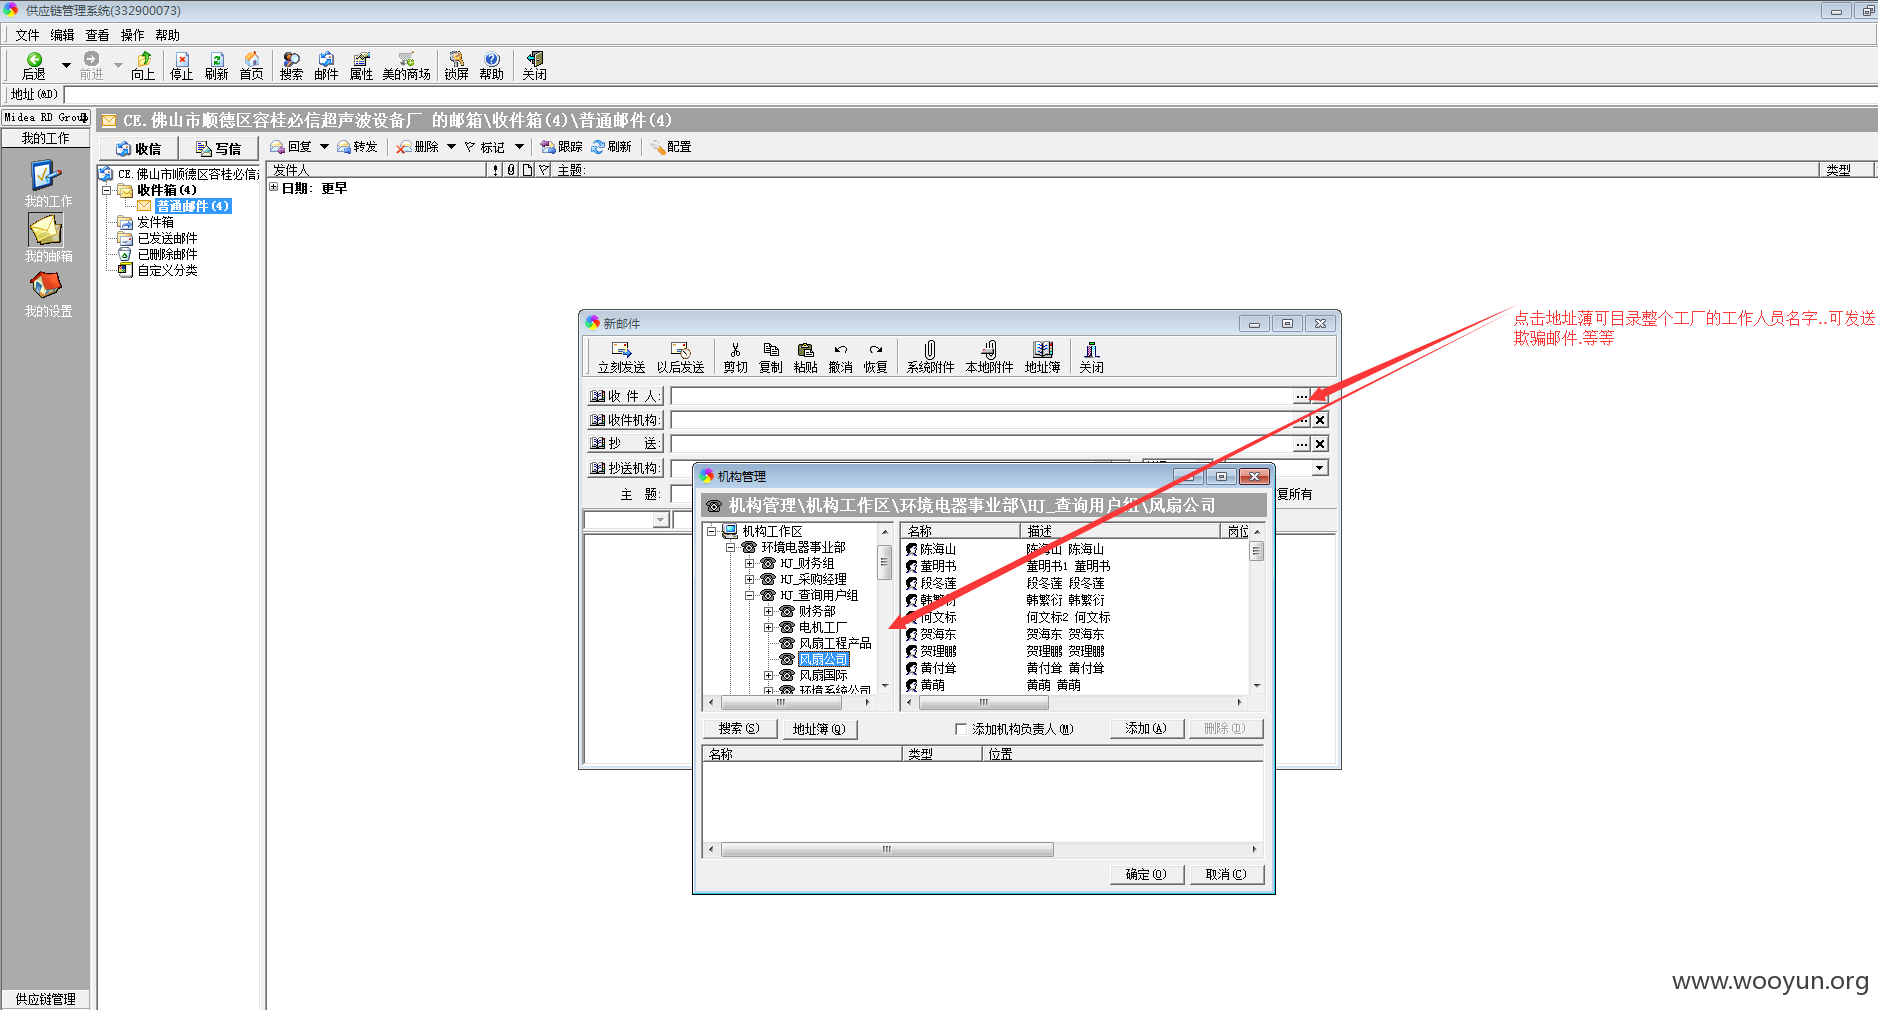 供应链管理系统(332900073)
文件 编辑 查看 操作 帮助
后退 前进 向上 停止 刷新 首页 搜索 邮件 属性 美的商场 锁屏 帮助 关闭
地址(&D)
Midea RD Group
CE.佛山市顺德区容桂必信超声波设备厂 的邮箱\收件箱(4)\普通邮件(4)
我的工作
收信 写信 回复 转发 删除 标记 跟踪 刷新 配置
我的工作
我的邮箱
我的设置
供应链管理
CE.佛山市顺德区容桂必信
收件箱(4)
普通邮件(4)
发件箱
已发送邮件
已删除邮件
自定义分类
发件人 主题: 类型
日期: 更早
点击地址薄可目录整个工厂的工作人员名字..可发送
欺骗邮件.等等
新邮件
立刻发送 以后发送 剪切 复制 粘贴 撤消 恢复 系统附件 本地附件 地址簿 关闭
收 件 人:
收件机构:
抄 送:
抄送机构:
主 题:
复所有
机构管理
机构管理\机构工作区\环境电器事业部\HJ_查询用户组\风扇公司
机构工作区
环境电器事业部
HJ_财务组
HJ_采购经理
HJ_查询用户组
财务部
电机工厂
风扇工程产品
风扇公司
风扇国际
环境系统公司
名称 描述 岗位
陈海山 陈海山 陈海山
董明书 董明书1 董明书
段冬莲 段冬莲 段冬莲
韩繁衍 韩繁衍 韩繁衍
何文标 何文标2 何文标
贺海东 贺海东 贺海东
贺理鹏 贺理鹏 贺理鹏
黄付耸 黄付耸 黄付耸
黄萌 黄萌 黄萌
搜索(S) 地址簿(Q) 添加机构负责人(M) 添加(A) 删除(D)
名称 类型 位置
确定(O) 取消(C)
www.wooyun.org